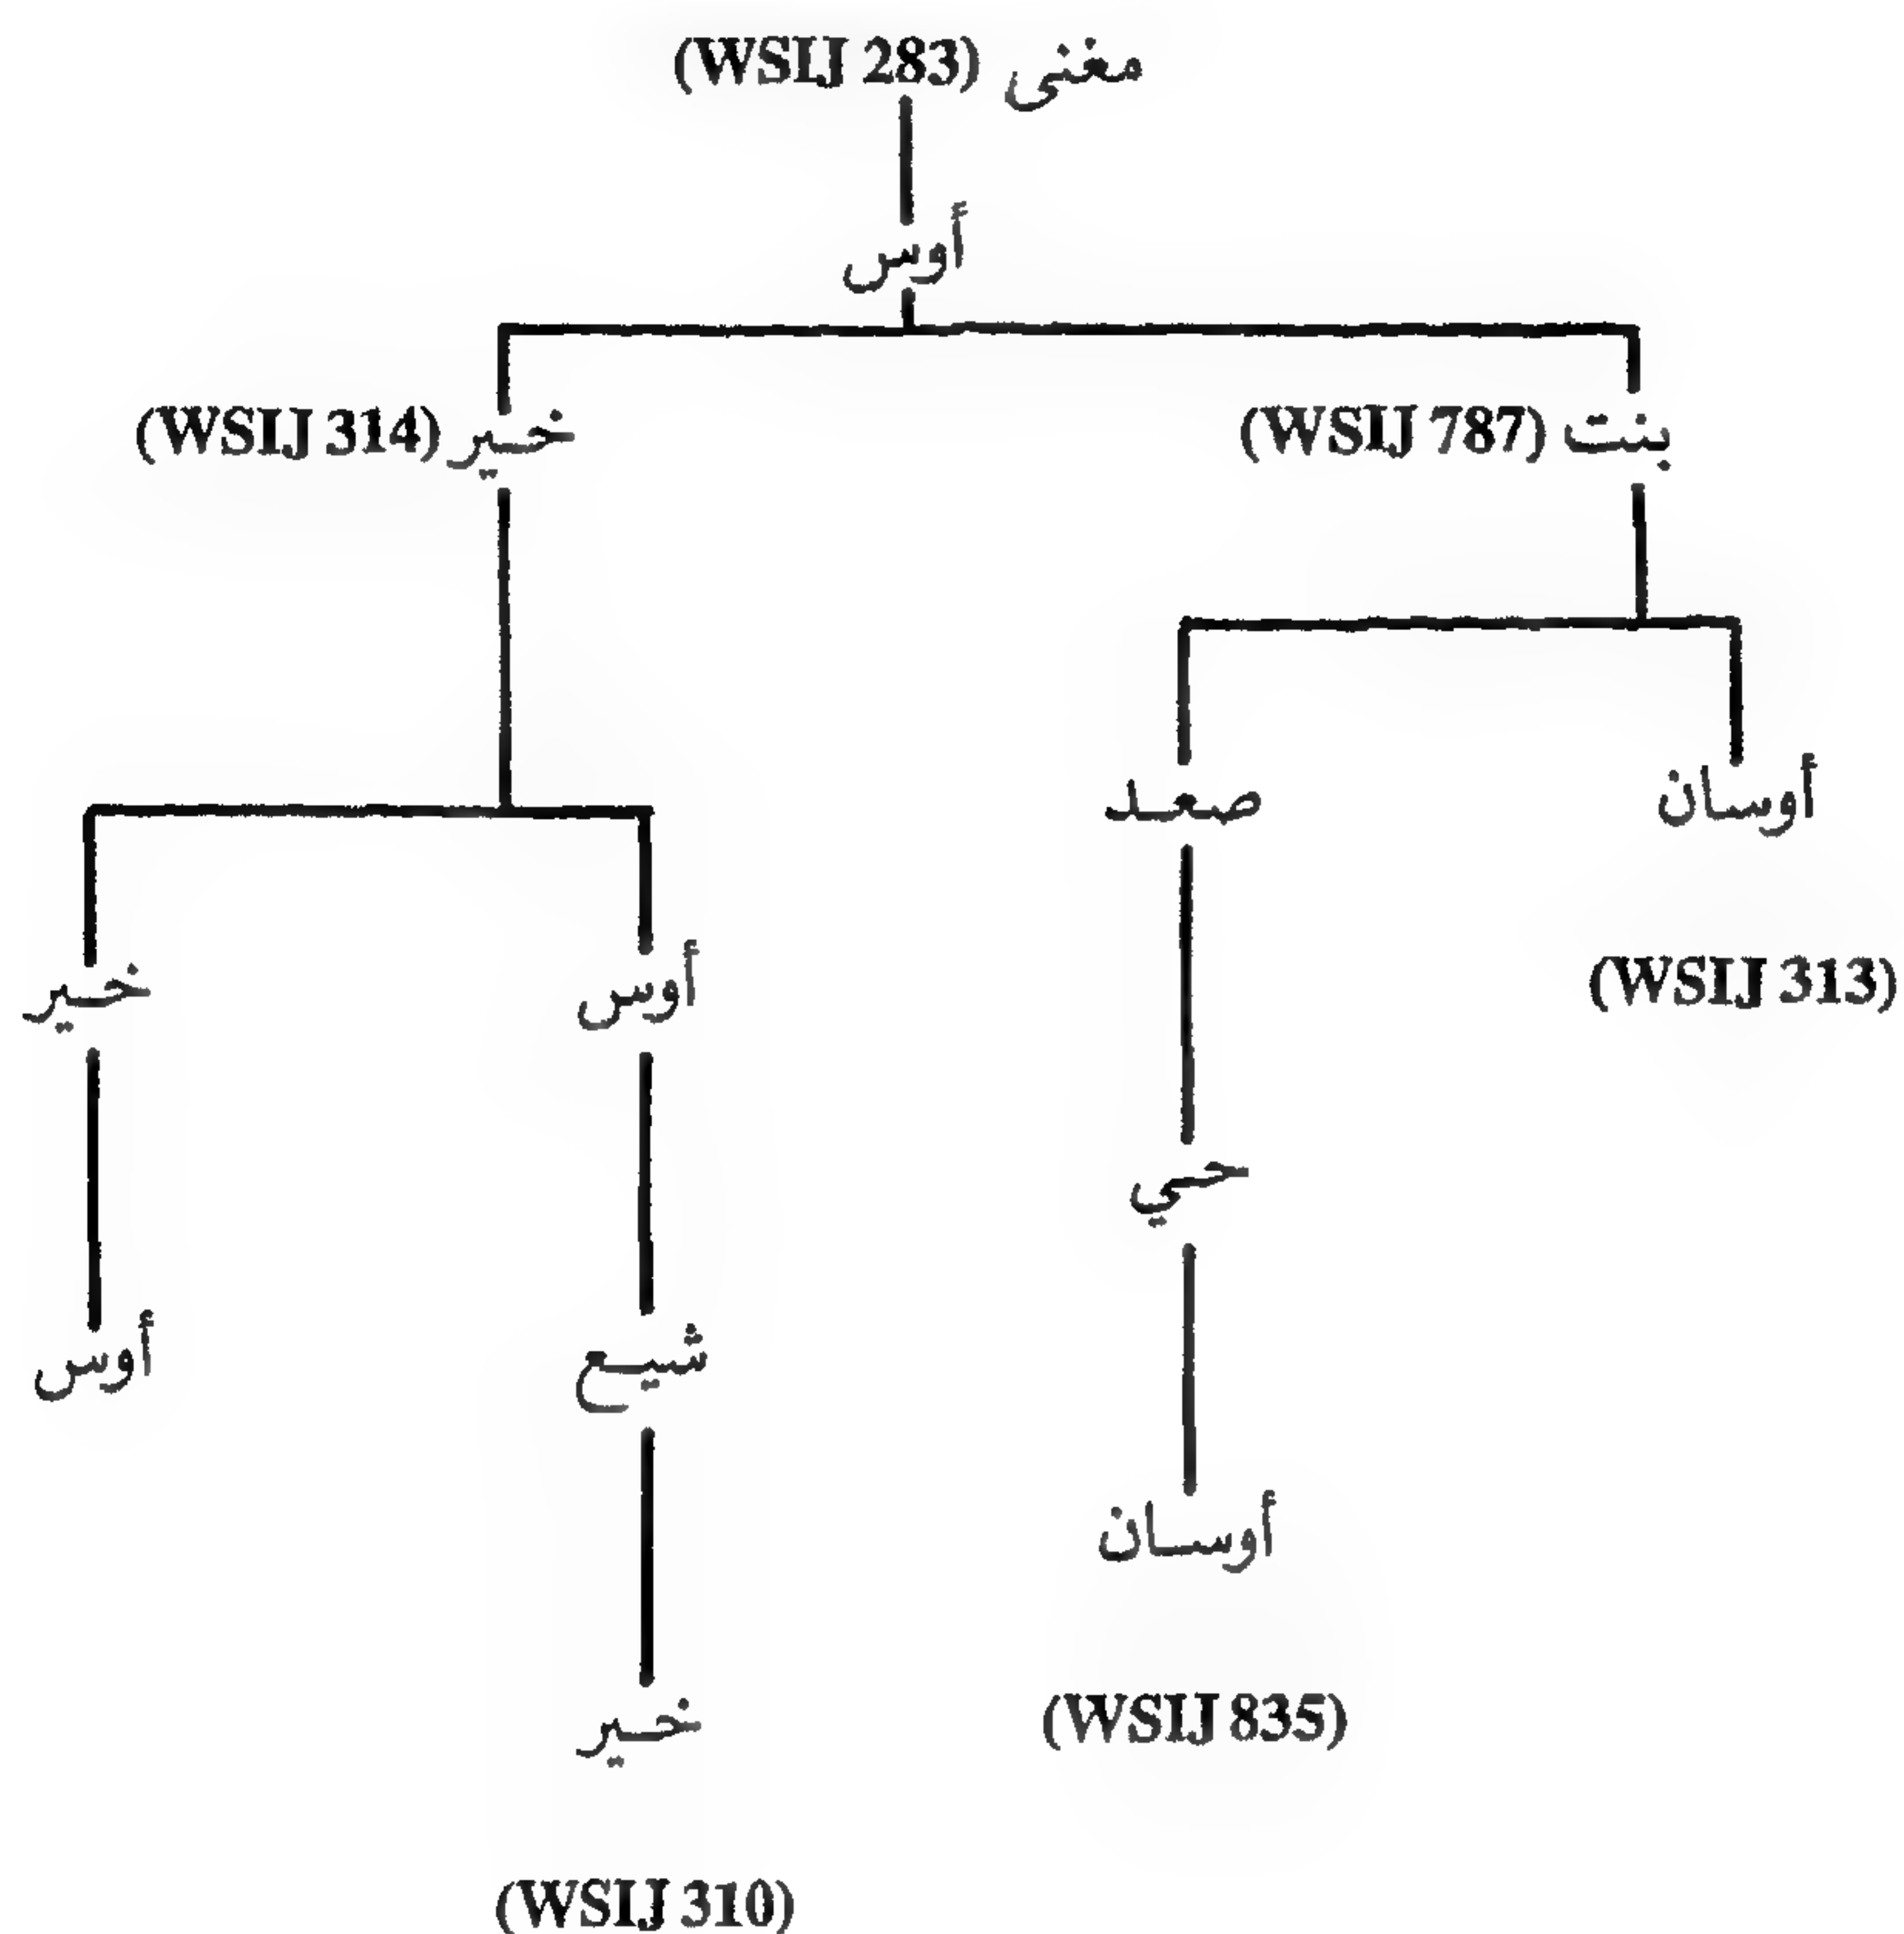 مغنى (WSIJ 283)
أوس
بنت (WSIJ 787)
خير (WSIJ 314)
أوسان
صعد
(WSIJ 313)
أوس
خير
حي
شيع
أوس
أوسان
(WSIJ 835)
خير
(WSIJ 310)